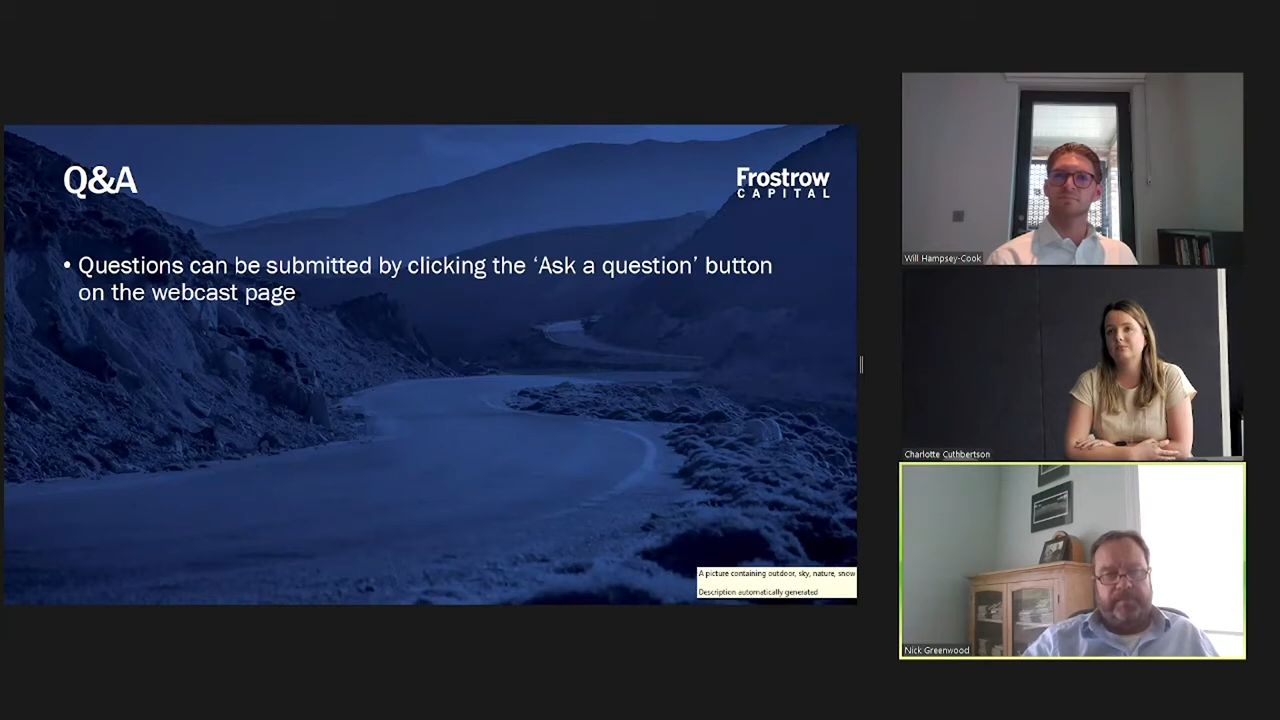 Q&A
Frostrow
CAPITAL
• Questions can be submitted by clicking the ‘Ask a question’ button
on the webcast page
A picture containing outdoor, sky, nature, snow
Description automatically generated
Will Hampsey-Cook
Charlotte Cuthbertson
Nick Greenwood